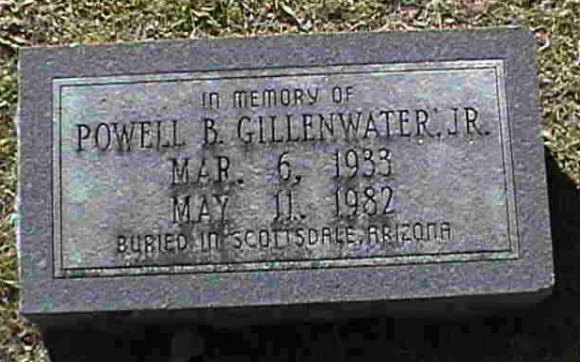 IN MEMORY OF
POWELL B. GILLENWATER, JR.
MAR. 6, 1933
MAY 11, 1982
BURIED IN SCOTTSDALE, ARIZONA